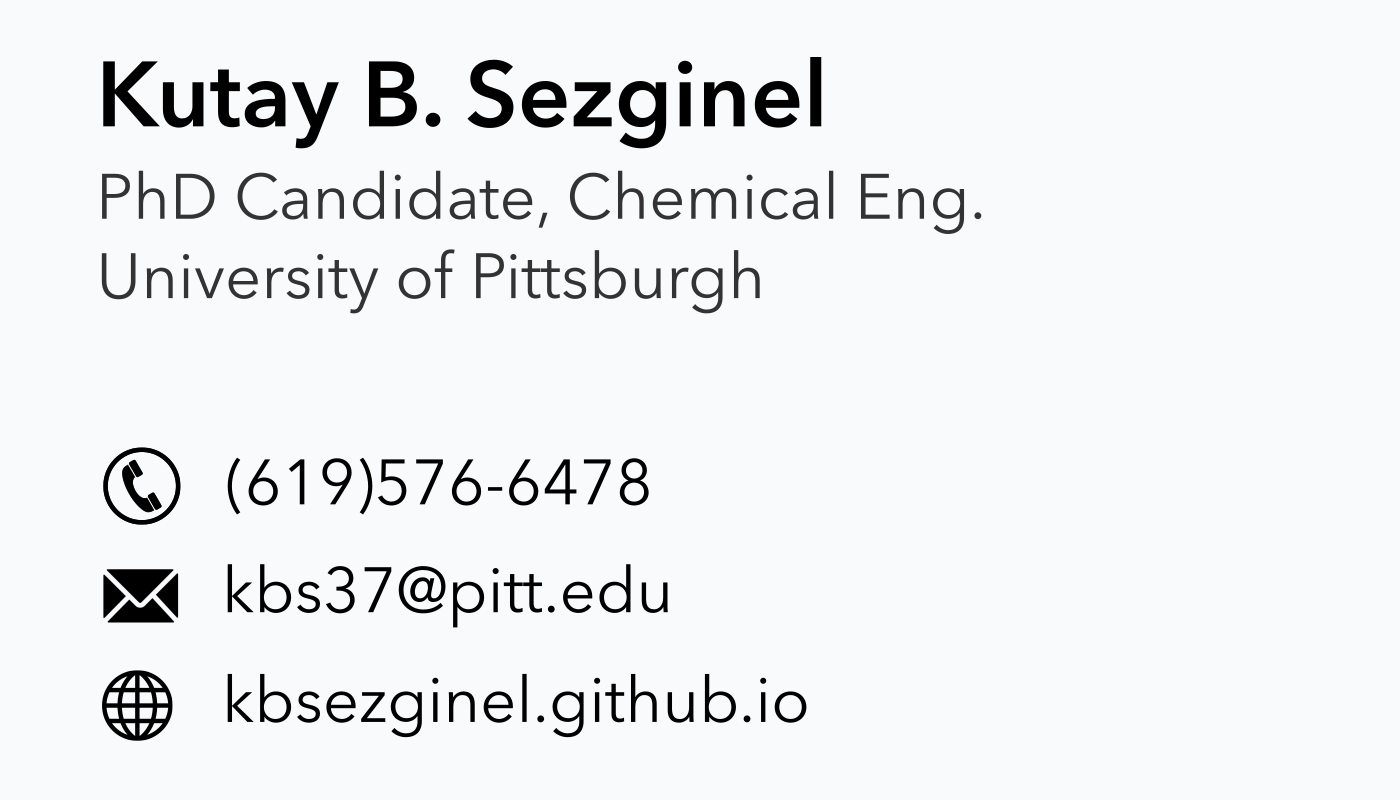 Kutay B. Sezginel
PhD Candidate, Chemical Eng.
University of Pittsburgh
(619)576-6478
kbs37@pitt.edu
kbsezginel.github.io